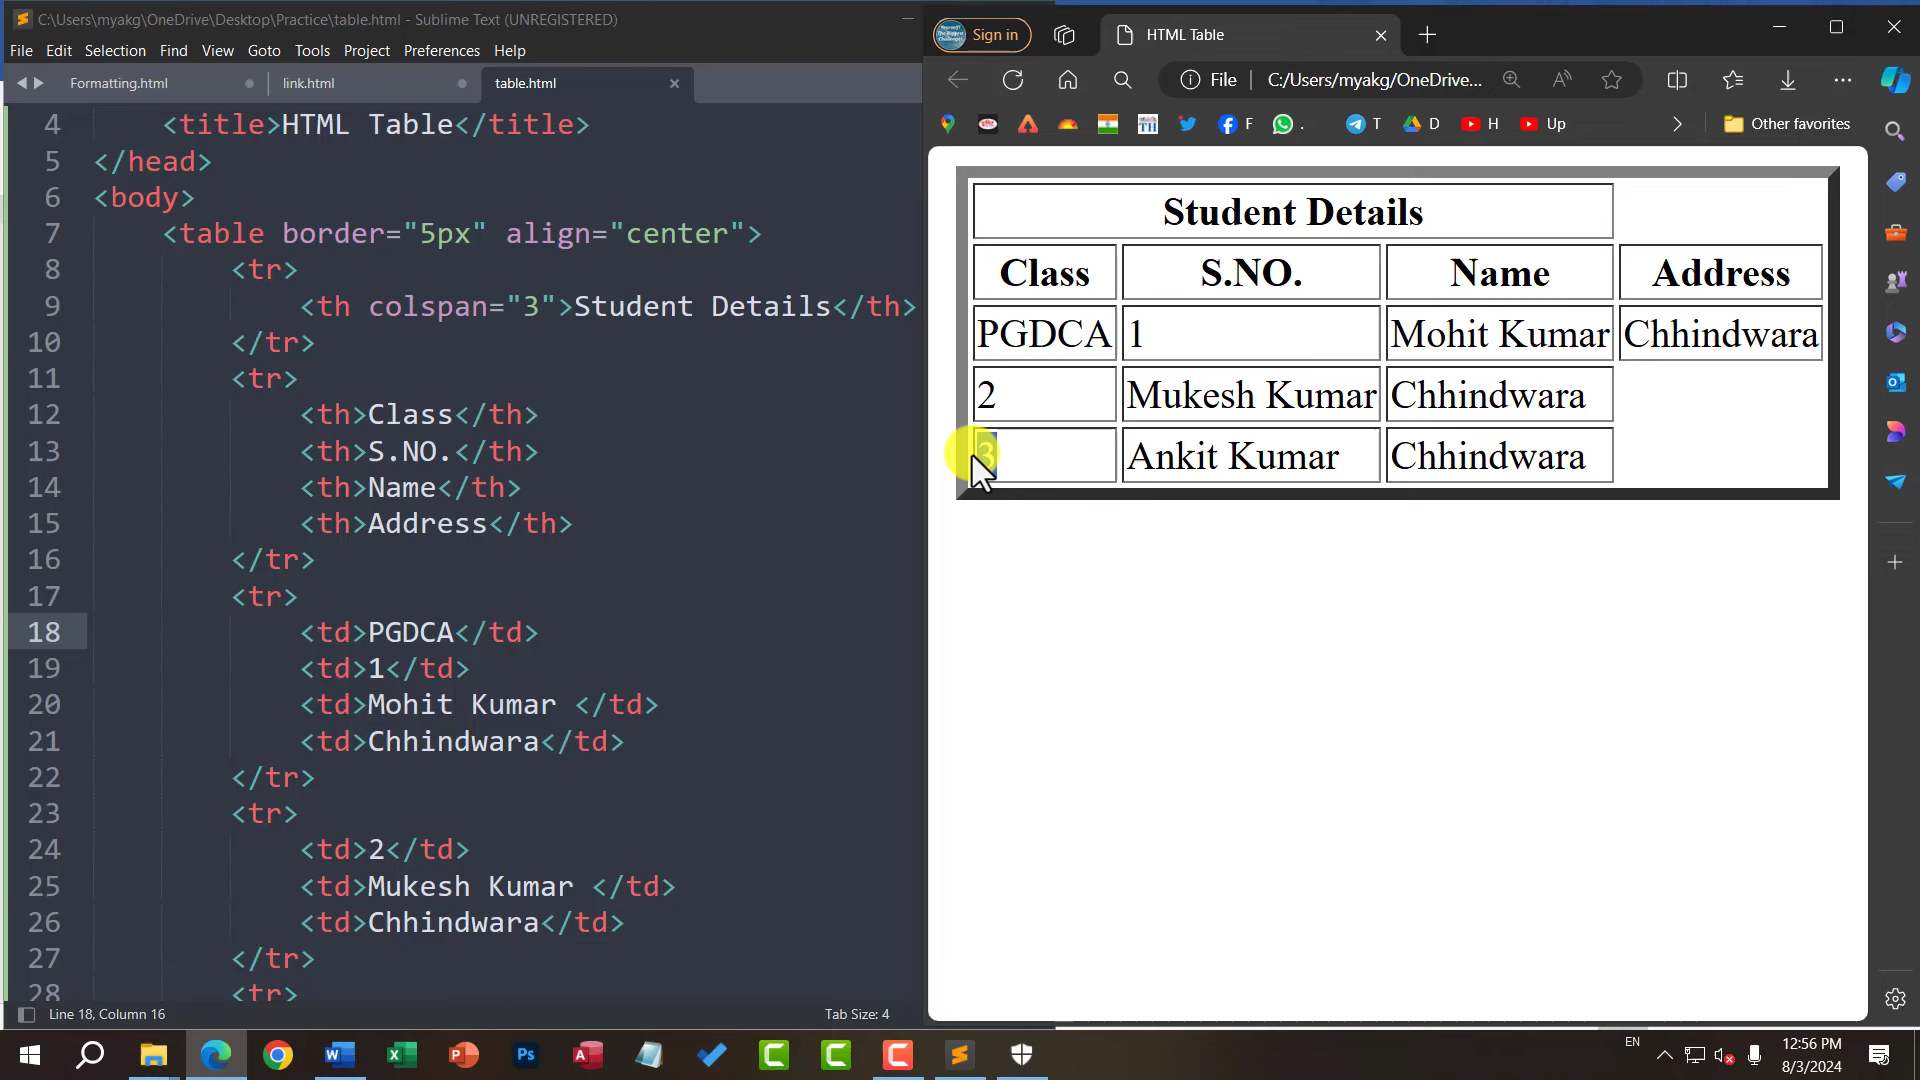 C:\Users\myakg\OneDrive\Desktop\Practice\table.html - Sublime Text (UNREGISTERED)
File Edit Selection Find View Goto Tools Project Preferences Help
Formatting.html link.html table.html
4 <title>HTML Table</title>
5 </head>
6 <body>
7 <table border="5px" align="center">
8 <tr>
9 <th colspan="3">Student Details</th>
10 </tr>
11 <tr>
12 <th>Class</th>
13 <th>S.NO.</th>
14 <th>Name</th>
15 <th>Address</th>
16 </tr>
17 <tr>
18 <td>PGDCA</td>
19 <td>1</td>
20 <td>Mohit Kumar </td>
21 <td>Chhindwara</td>
22 </tr>
23 <tr>
24 <td>2</td>
25 <td>Mukesh Kumar </td>
26 <td>Chhindwara</td>
27 </tr>
28 <tr>
Line 18, Column 16 Tab Size: 4
Sign in HTML Table
File C:/Users/myakg/OneDrive...
F . T D H Up Other favorites
Student Details
Class S.NO. Name Address
PGDCA 1 Mohit Kumar Chhindwara
2 Mukesh Kumar Chhindwara
3 Ankit Kumar Chhindwara
EN 12:56 PM
8/3/2024